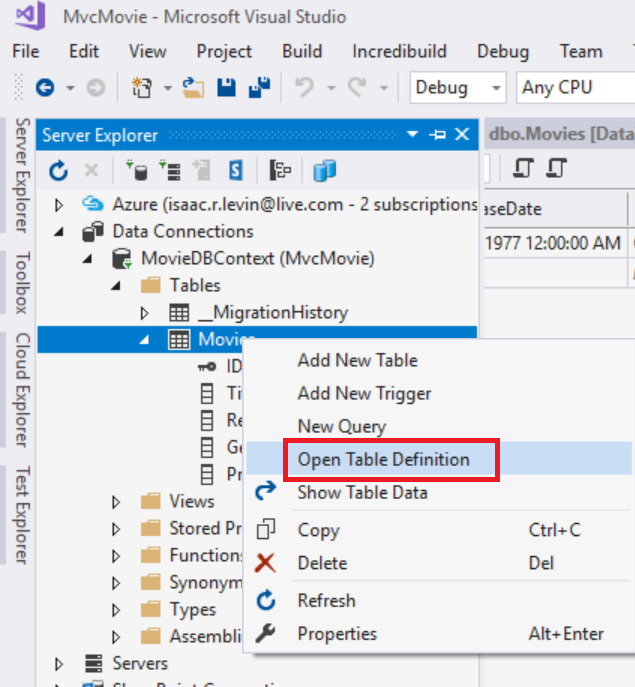 MvcMovie - Microsoft Visual Studio
File Edit View Project Build Incredibuild Debug Team
Debug Any CPU
Server Explorer
Toolbox
Cloud Explorer
Test Explorer
Server Explorer
dbo.Movies [Data
Azure (isaac.r.levin@live.com - 2 subscriptions
Data Connections
MovieDBContext (MvcMovie)
Tables
__MigrationHistory
Movies
ID
Ti
Re
Ge
Pr
Views
Stored Pr
Function
Synonym
Types
Assembli
Servers
aseDate
1977 12:00:00 AM
Add New Table
Add New Trigger
New Query
Open Table Definition
Show Table Data
Copy Ctrl+C
Delete Del
Refresh
Properties Alt+Enter